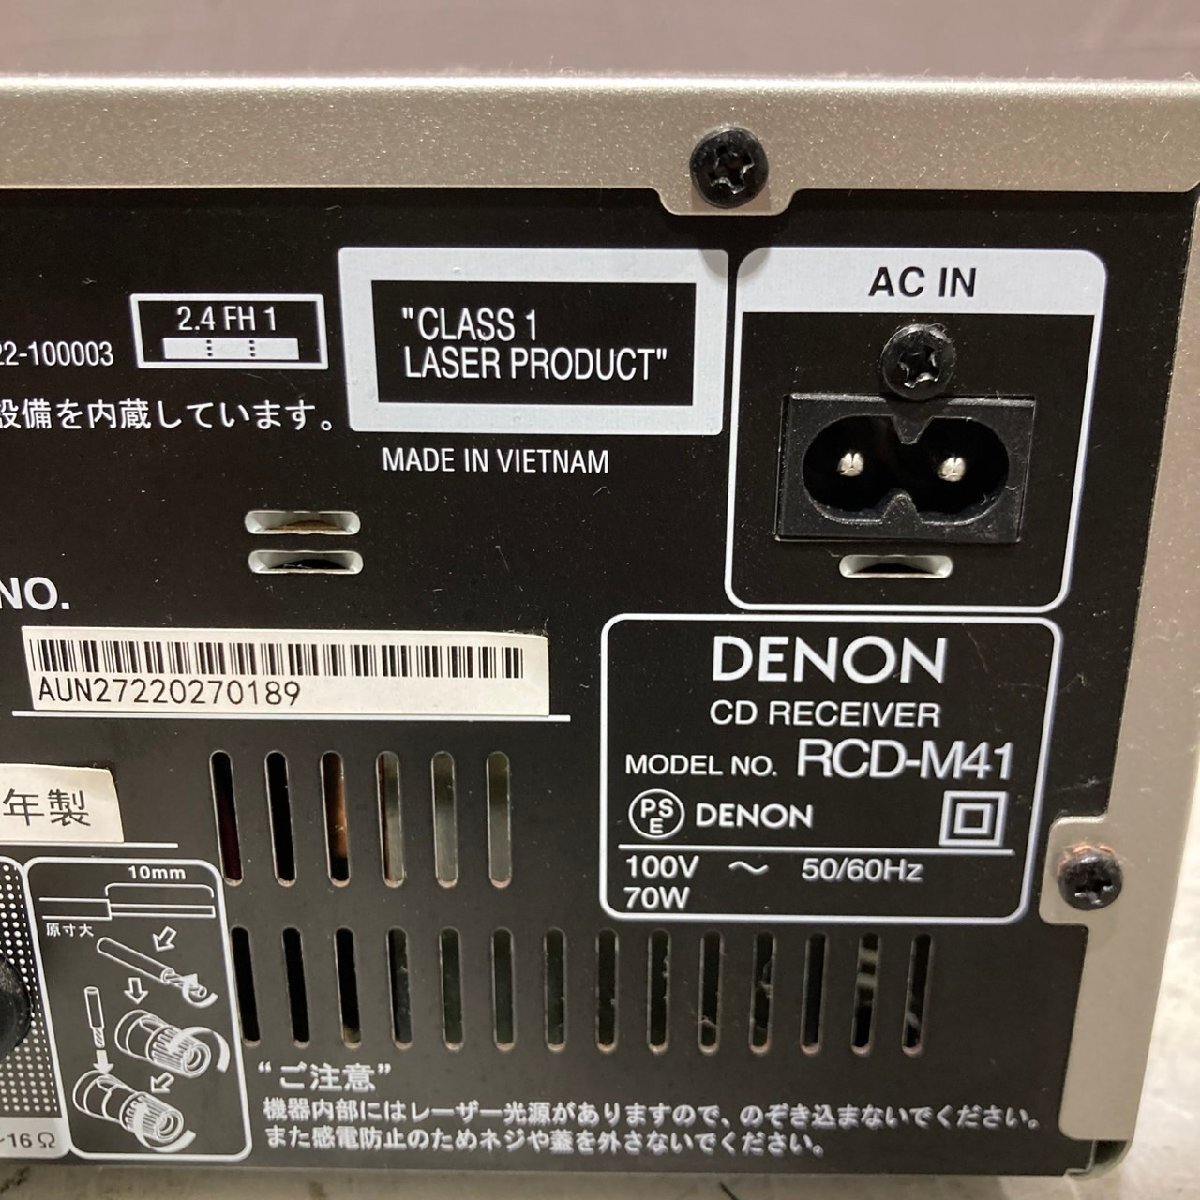 2.4 FH 1
22-100003
設備を内蔵しています。
"CLASS 1
LASER PRODUCT"
MADE IN VIETNAM
AC IN
NO.
AUN27220270189
年製
DENON
CD RECEIVER
MODEL NO. RCD-M41
PSE DENON
100V ～ 50/60Hz
70W
10mm
原寸大
16Ω
“ご注意”
機器内部にはレーザー光源がありますので、のぞき込まないでください。
また感電防止のためネジや蓋を外さないでください。